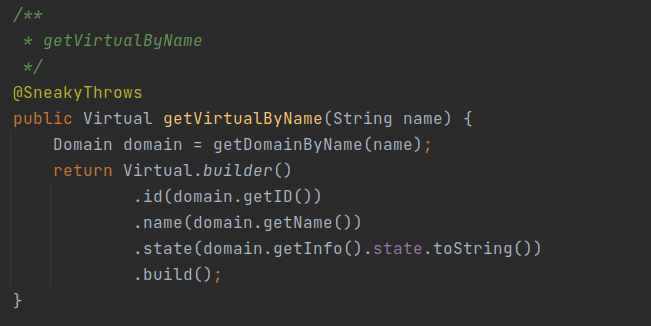 /**
 * getVirtualByName
 */
@SneakyThrows
public Virtual getVirtualByName(String name) {
    Domain domain = getDomainByName(name);
    return Virtual.builder()
            .id(domain.getID())
            .name(domain.getName())
            .state(domain.getInfo().state.toString())
            .build();
}